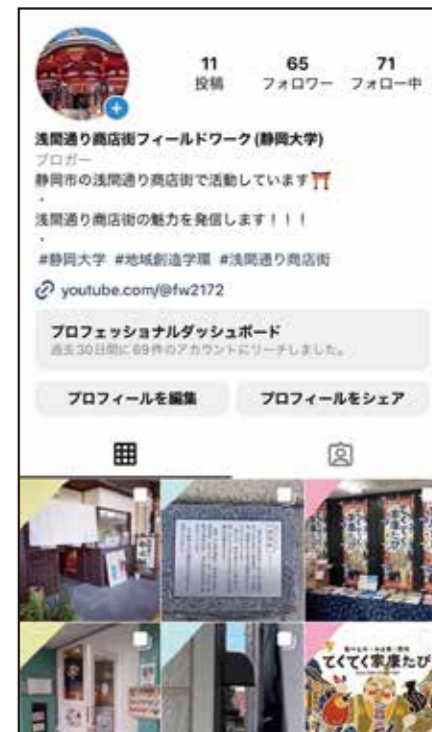 11 65 71
投稿 フォロワー フォロー中
浅間通り商店街フィールドワーク(静岡大学)
ブロガー
静岡市の浅間通り商店街で活動しています⛩️
・
浅間通り商店街の魅力を発信します!!!
・
#静岡大学 #地域創造学環 #浅間通り商店街
youtube.com/@fw2172
プロフェッショナルダッシュボード
過去30日間に69件のアカウントにリーチしました。
プロフィールを編集 プロフィールをシェア
てくてく家康たび